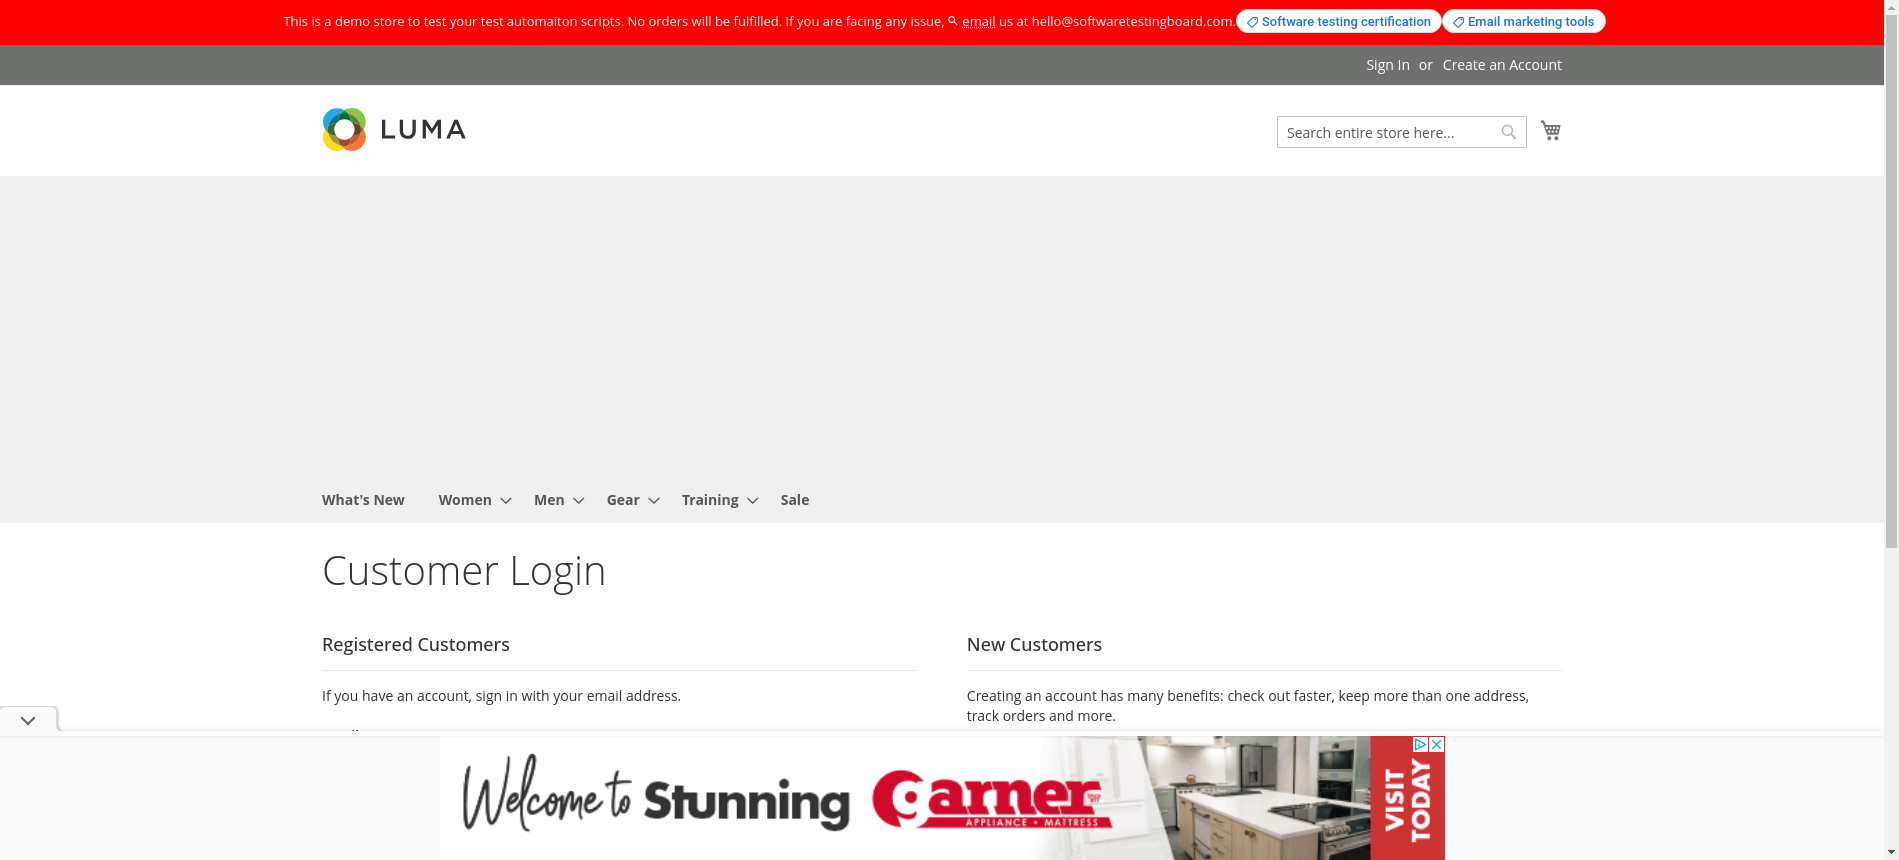 This is a demo store to test your test automaiton scripts. No orders will be fulfilled. If you are facing any issue, email us at hello@softwaretestingboard.com. Software testing certification Email marketing tools
Sign In or Create an Account
LUMA
Search entire store here...
What's New Women Men Gear Training Sale
Customer Login
Registered Customers
If you have an account, sign in with your email address.
New Customers
Creating an account has many benefits: check out faster, keep more than one address,
track orders and more.
Welcome to Stunning
Garner
APPLIANCE • MATTRESS
VISIT
TODAY